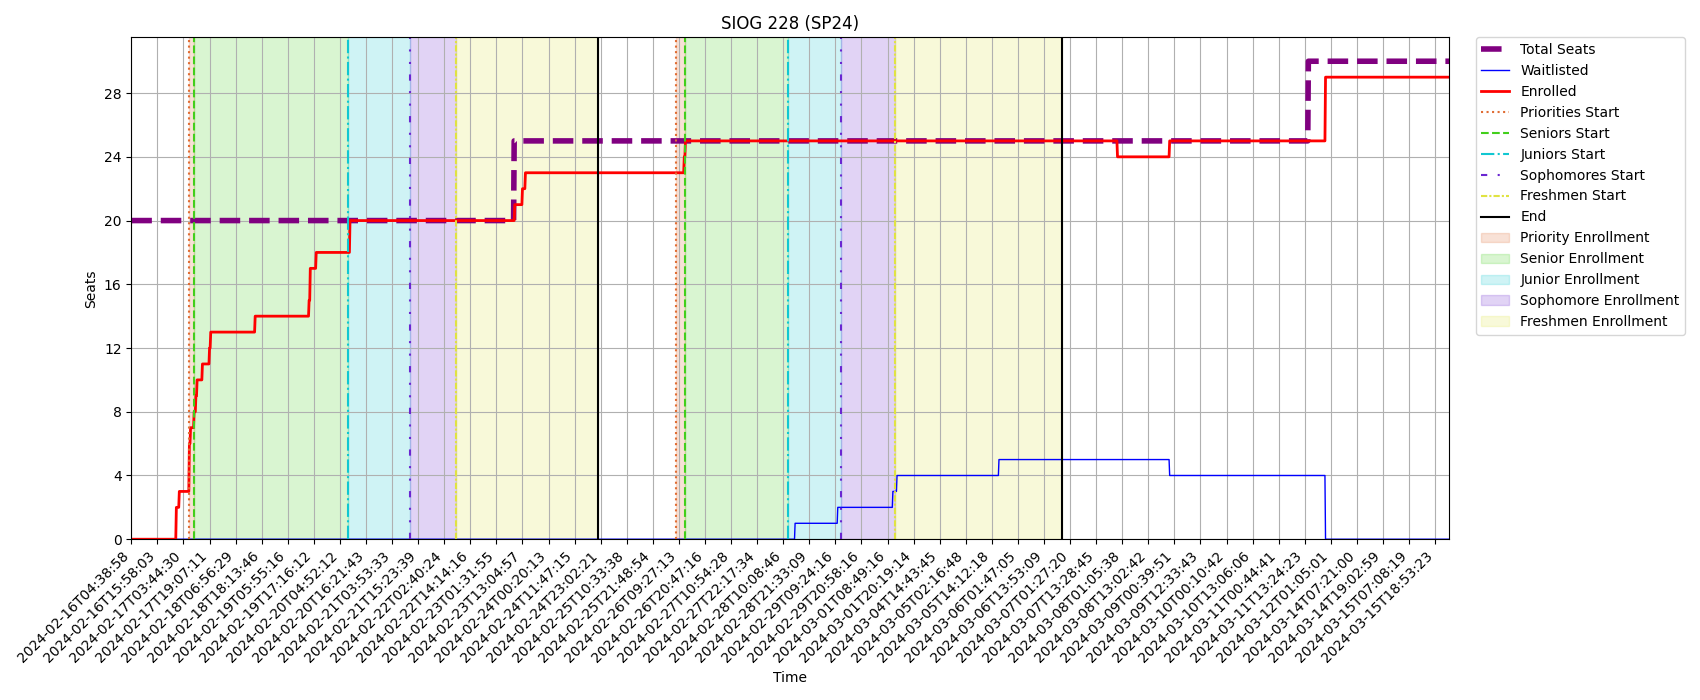 SIOG 228 (SP24)
Seats
28
24
20
16
12
8
4
0
2024-02-16T04:38:58
2024-02-16T15:58:03
2024-02-17T03:44:30
2024-02-17T19:07:11
2024-02-18T06:56:29
2024-02-18T18:13:46
2024-02-19T05:55:16
2024-02-19T17:16:12
2024-02-20T04:52:12
2024-02-20T16:21:43
2024-02-21T03:53:33
2024-02-21T15:23:39
2024-02-22T02:40:24
2024-02-22T14:14:16
2024-02-23T01:31:55
2024-02-23T13:04:57
2024-02-24T00:20:13
2024-02-24T11:47:15
2024-02-24T23:02:21
2024-02-25T10:33:38
2024-02-25T21:48:54
2024-02-26T09:27:13
2024-02-26T20:47:16
2024-02-27T10:54:28
2024-02-27T22:17:34
2024-02-28T10:08:46
2024-02-28T21:33:09
2024-02-29T09:24:16
2024-02-29T20:58:16
2024-03-01T08:49:16
2024-03-01T20:19:14
2024-03-04T14:43:45
2024-03-05T02:16:48
2024-03-05T14:12:18
2024-03-06T01:47:05
2024-03-06T13:53:09
2024-03-07T01:27:20
2024-03-07T13:28:45
2024-03-08T01:05:38
2024-03-08T13:02:42
2024-03-09T00:39:51
2024-03-09T12:33:43
2024-03-10T00:10:42
2024-03-10T13:06:06
2024-03-11T00:44:41
2024-03-11T13:24:23
2024-03-12T01:05:01
2024-03-14T07:21:00
2024-03-14T19:02:59
2024-03-15T07:08:19
2024-03-15T18:53:23
Time
Total Seats
Waitlisted
Enrolled
Priorities Start
Seniors Start
Juniors Start
Sophomores Start
Freshmen Start
End
Priority Enrollment
Senior Enrollment
Junior Enrollment
Sophomore Enrollment
Freshmen Enrollment